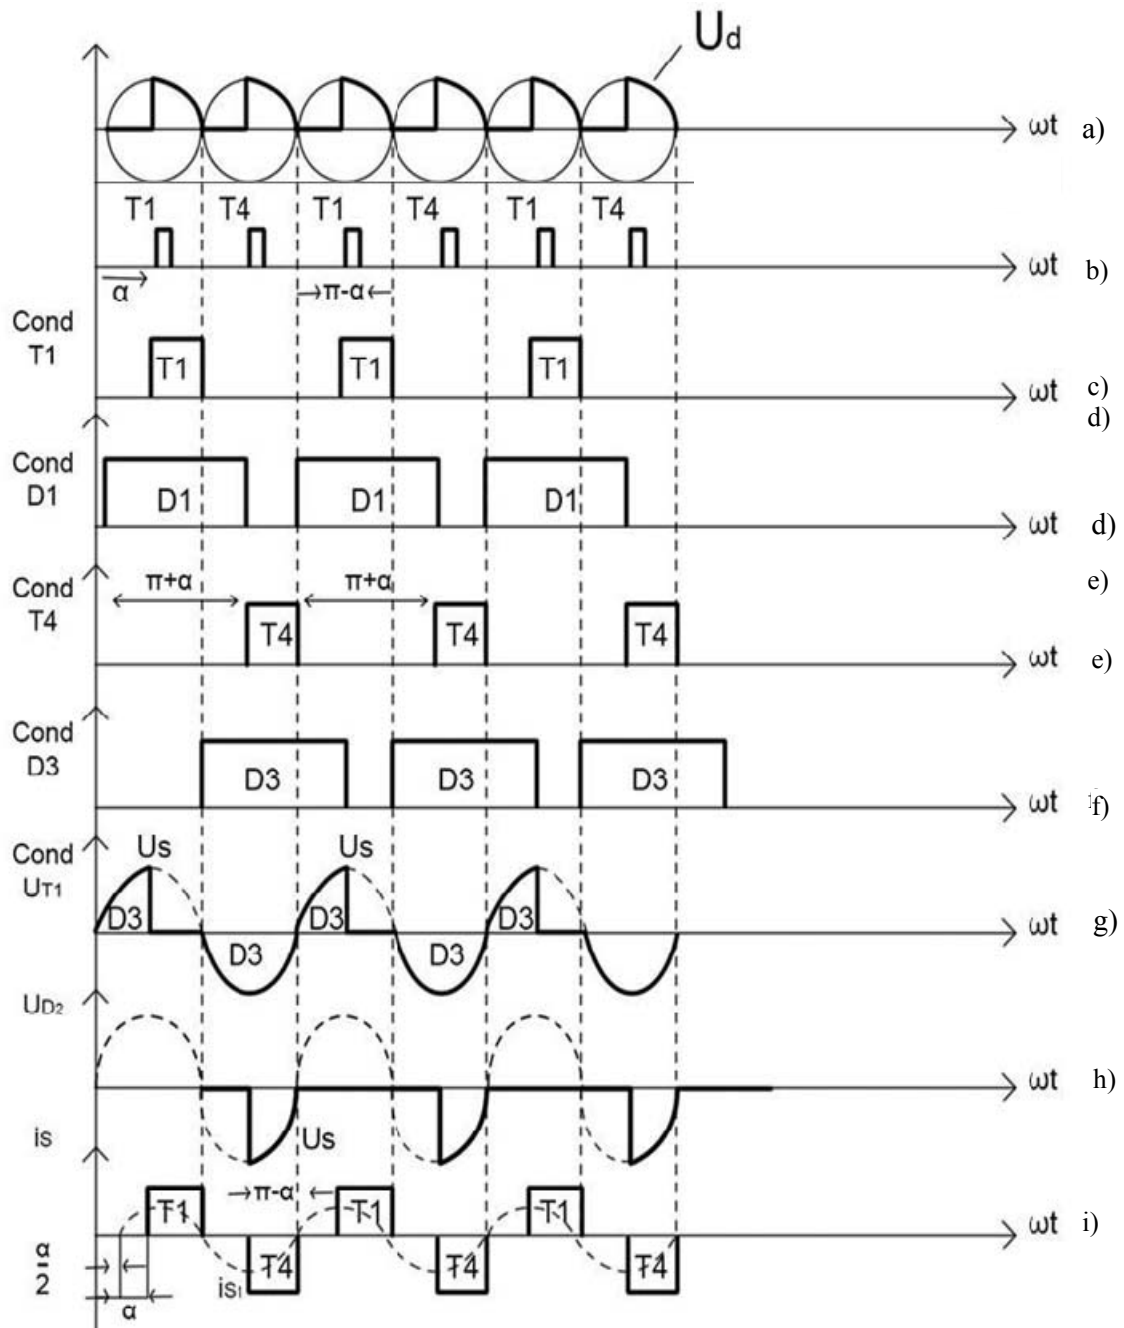 Ud
ωt a)
T1 T4 T1 T4 T1 T4
ωt b)
α
π-α
Cond
T1
T1 T1 T1
ωt c)
d)
Cond
D1
D1 D1 D1
ωt d)
Cond
T4
π+α π+α
e)
T4 T4 T4
ωt e)
Cond
D3
D3 D3 D3
ωt f)
Cond
UT1
Us Us
D3 D3 D3
ωt g)
D3 D3
UD2
ωt h)
Us
is
π-α
T1 T1 T1
ωt i)
α
2
T4 T4 T4
is1
α